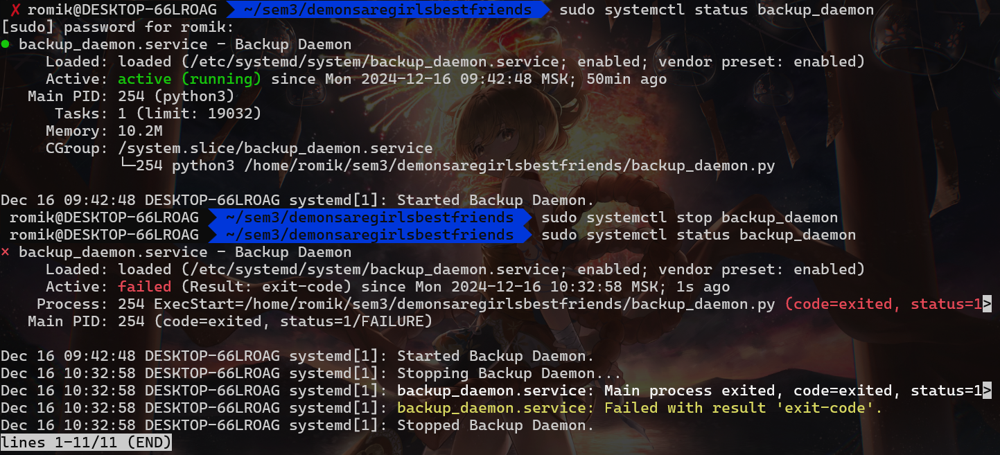 ✗ romik@DESKTOP-66LROAG ~/sem3/demonsaregirlsbestfriends sudo systemctl status backup_daemon
[sudo] password for romik:
● backup_daemon.service - Backup Daemon
Loaded: loaded (/etc/systemd/system/backup_daemon.service; enabled; vendor preset: enabled)
Active: active (running) since Mon 2024-12-16 09:42:48 MSK; 50min ago
Main PID: 254 (python3)
Tasks: 1 (limit: 19032)
Memory: 10.2M
CGroup: /system.slice/backup_daemon.service
└─254 python3 /home/romik/sem3/demonsaregirlsbestfriends/backup_daemon.py
Dec 16 09:42:48 DESKTOP-66LROAG systemd[1]: Started Backup Daemon.
romik@DESKTOP-66LROAG ~/sem3/demonsaregirlsbestfriends sudo systemctl stop backup_daemon
romik@DESKTOP-66LROAG ~/sem3/demonsaregirlsbestfriends sudo systemctl status backup_daemon
× backup_daemon.service - Backup Daemon
Loaded: loaded (/etc/systemd/system/backup_daemon.service; enabled; vendor preset: enabled)
Active: failed (Result: exit-code) since Mon 2024-12-16 10:32:58 MSK; 1s ago
Process: 254 ExecStart=/home/romik/sem3/demonsaregirlsbestfriends/backup_daemon.py (code=exited, status=1>
Main PID: 254 (code=exited, status=1/FAILURE)
Dec 16 09:42:48 DESKTOP-66LROAG systemd[1]: Started Backup Daemon.
Dec 16 10:32:58 DESKTOP-66LROAG systemd[1]: Stopping Backup Daemon...
Dec 16 10:32:58 DESKTOP-66LROAG systemd[1]: backup_daemon.service: Main process exited, code=exited, status=1>
Dec 16 10:32:58 DESKTOP-66LROAG systemd[1]: backup_daemon.service: Failed with result 'exit-code'.
Dec 16 10:32:58 DESKTOP-66LROAG systemd[1]: Stopped Backup Daemon.
lines 1-11/11 (END)